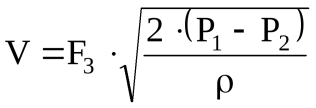 V = F₃ · √(2 · (P₁ − P₂) / ρ)